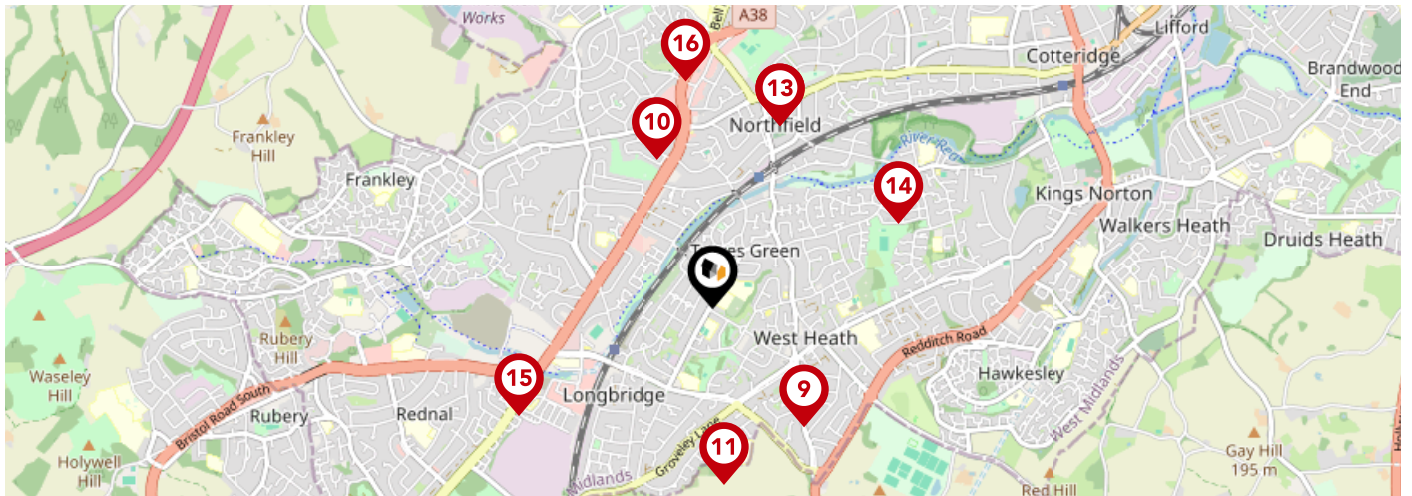 Works
Bell
A38
Lifford
16
Cotteridge
Brandwood
End
13
10
Northfield
Frankley
Hill
River Rea
Frankley
14
Kings Norton
Walkers Heath
Druids Heath
Green
West Heath
Rubery
Hill
Redditch Road
Waseley
Hill
Hawkesley
15
9
Longbridge
Bristol Road South
Rubery
Rednal
West Midlands
Groveley Lane
11
Gay Hill
195 m
Holywell
Hill
Midlands
Red Hill